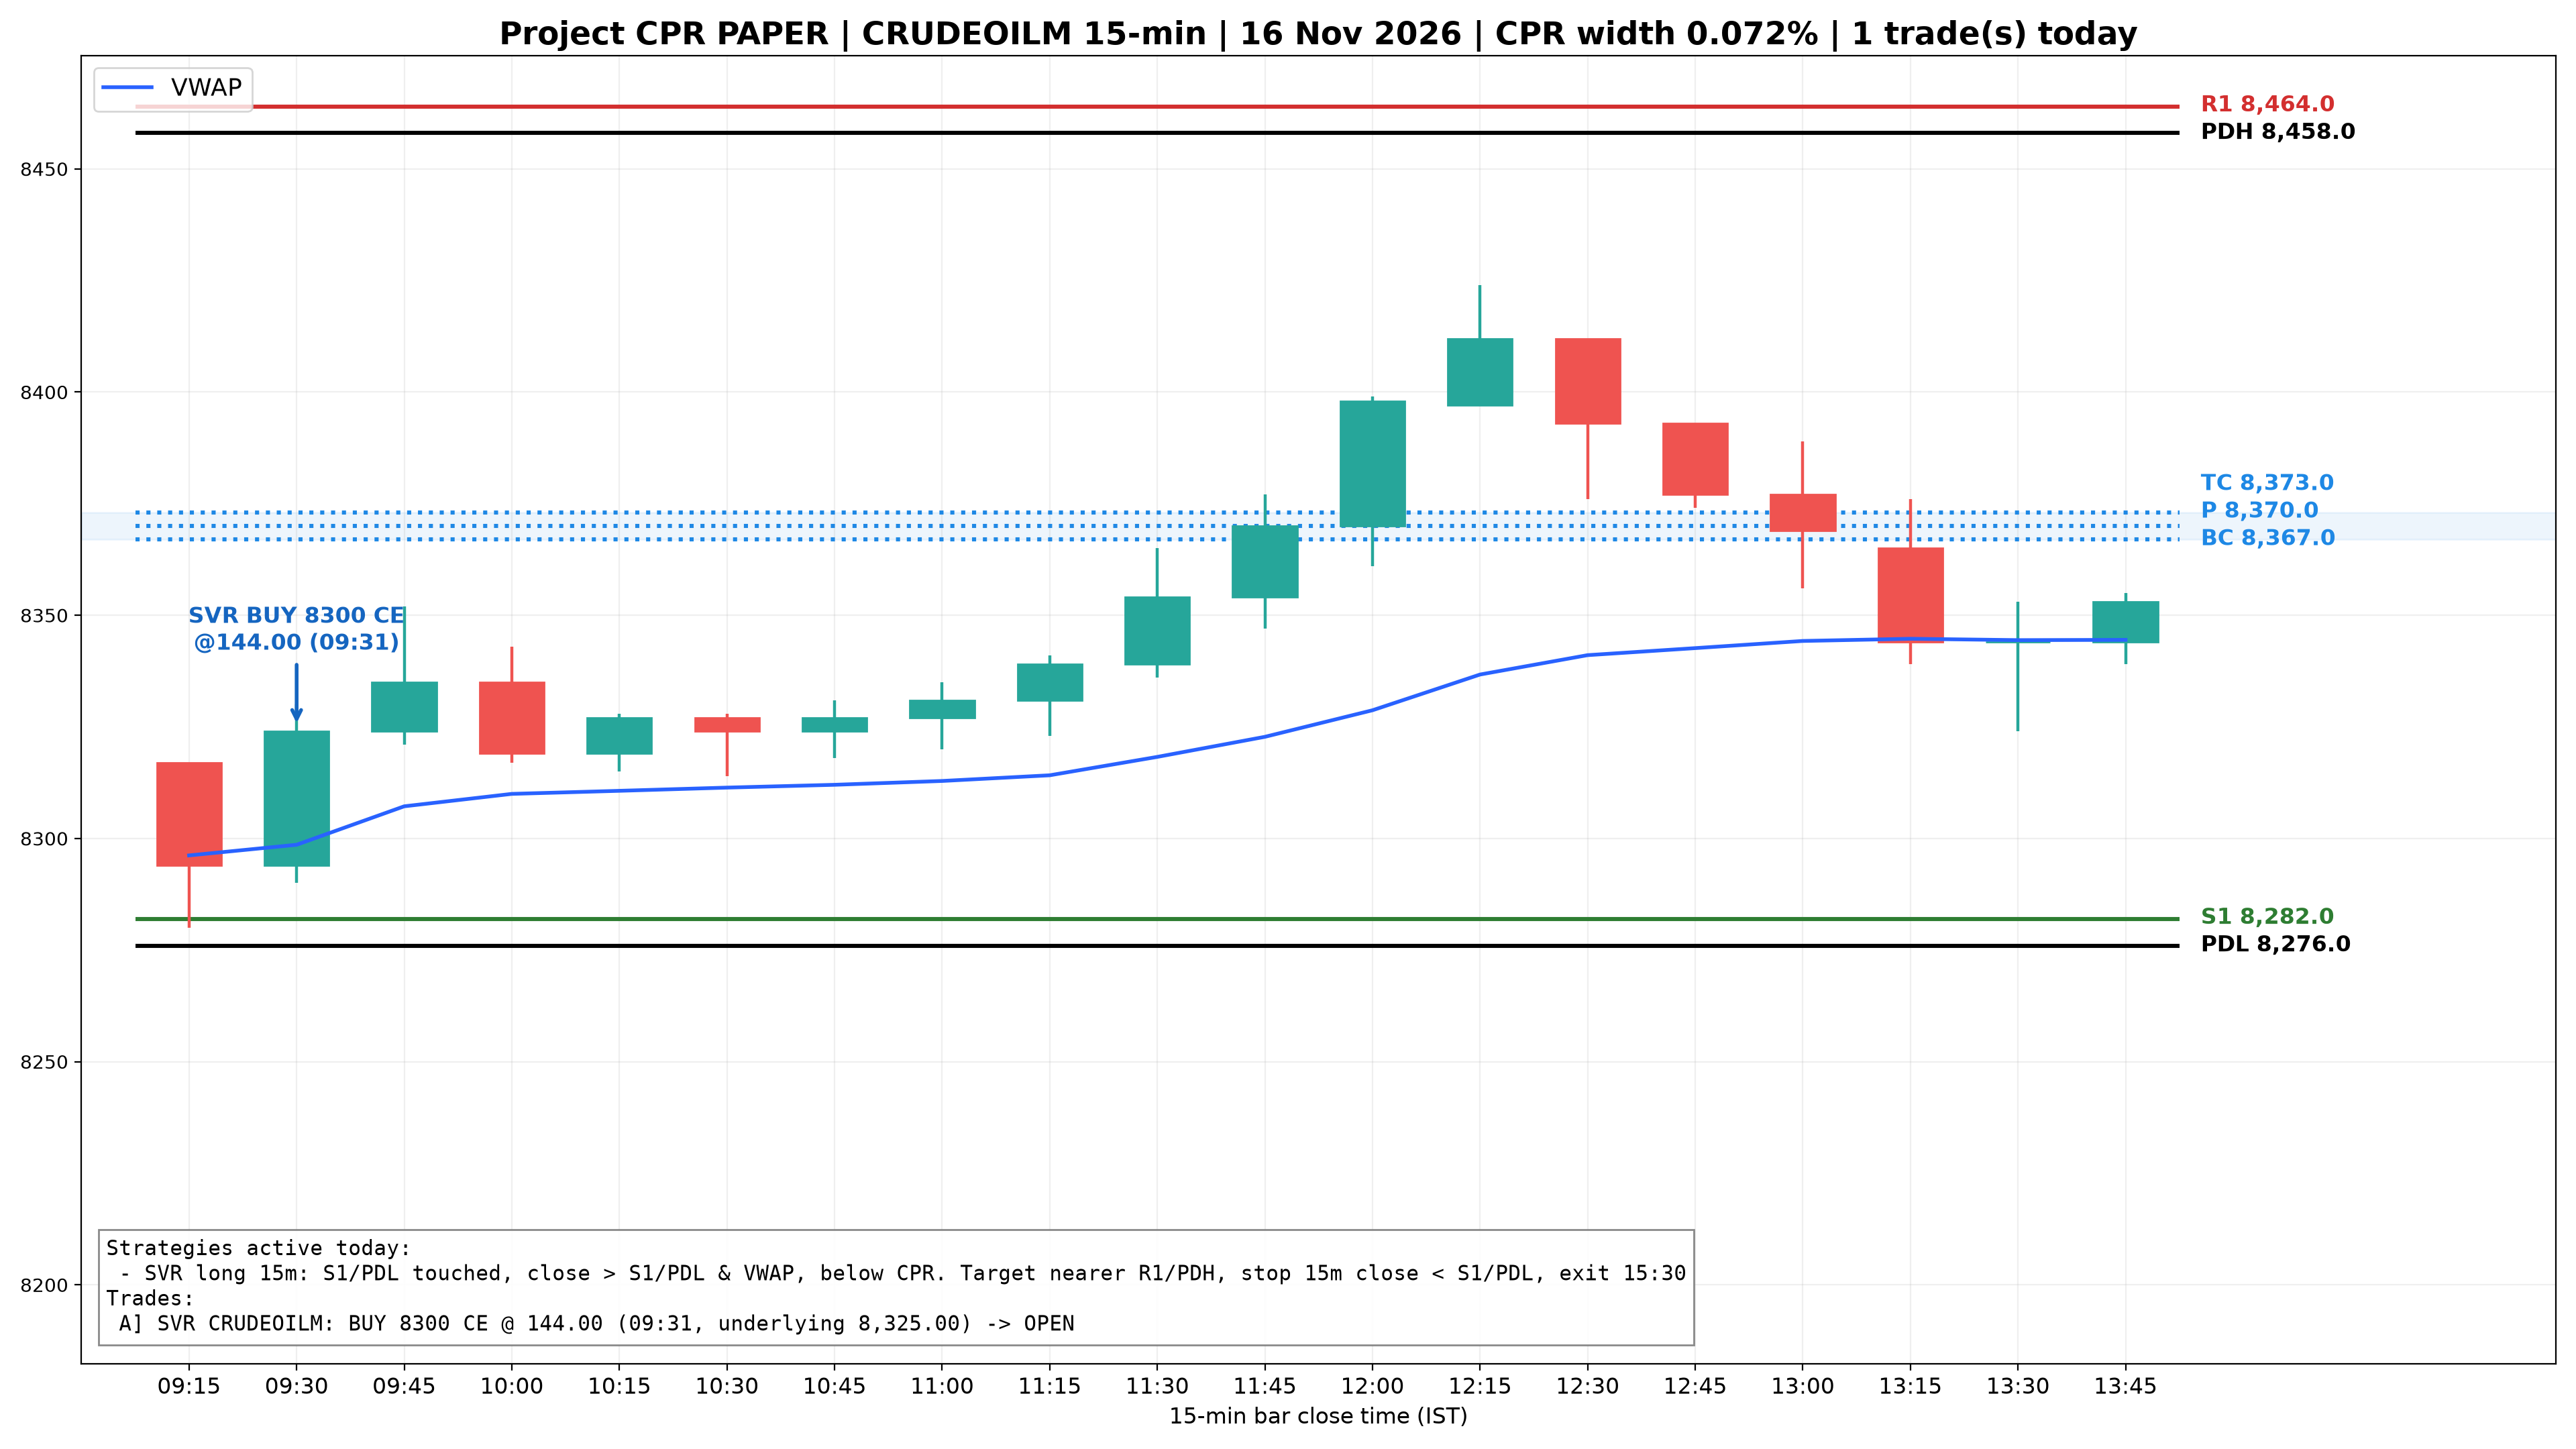 Project CPR PAPER | CRUDEOILM 15-min | 16 Nov 2026 | CPR width 0.072% | 1 trade(s) today
VWAP
R1 8,464.0
PDH 8,458.0
8450
8400
TC 8,373.0
P 8,370.0
BC 8,367.0
8350
SVR BUY 8300 CE
@144.00 (09:31)
8300
S1 8,282.0
PDL 8,276.0
8250
8200
Strategies active today:
- SVR long 15m: S1/PDL touched, close > S1/PDL & VWAP, below CPR. Target nearer R1/PDH, stop 15m close < S1/PDL, exit 15:30
Trades:
A] SVR CRUDEOILM: BUY 8300 CE @ 144.00 (09:31, underlying 8,325.00) -> OPEN
09:15 09:30 09:45 10:00 10:15 10:30 10:45 11:00 11:15 11:30 11:45 12:00 12:15 12:30 12:45 13:00 13:15 13:30 13:45
15-min bar close time (IST)